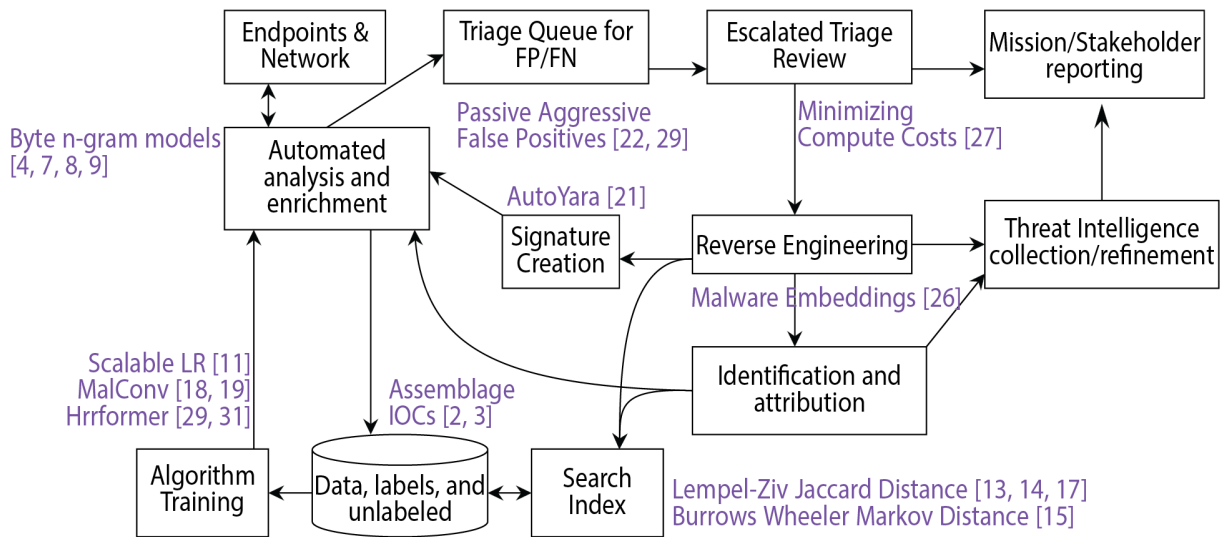 Endpoints &
Network
Triage Queue for
FP/FN
Escalated Triage
Review
Mission/Stakeholder
reporting
Byte n-gram models
[4, 7, 8, 9]
Automated
analysis and
enrichment
Passive Aggressive
False Positives [22, 29]
Minimizing
Compute Costs [27]
AutoYara [21]
Signature
Creation
Reverse Engineering
Threat Intelligence
collection/refinement
Malware Embeddings [26]
Identification and
attribution
Scalable LR [11]
MalConv [18, 19]
Hrrformer [29, 31]
Assemblage
IOCs [2, 3]
Algorithm
Training
Data, labels, and
unlabeled
Search
Index
Lempel-Ziv Jaccard Distance [13, 14, 17]
Burrows Wheeler Markov Distance [15]